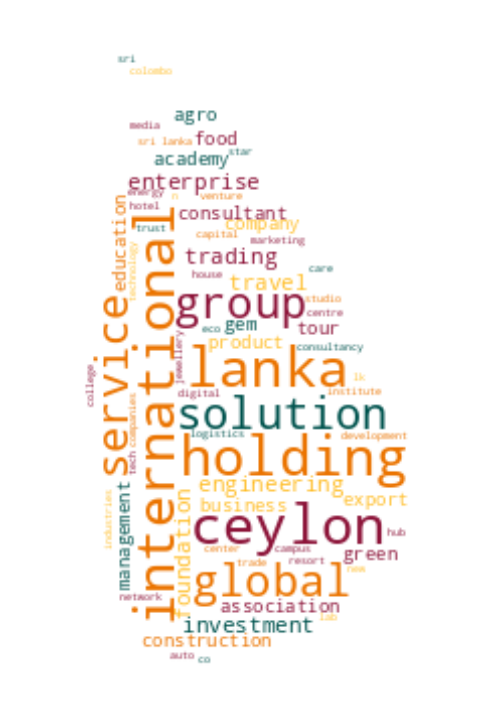 sri
colombo
agro
media
sri lanka
food
star
academy
enterprise
energy
n
venture
hotel
consultant
trust
company
capital
marketing
education
technology
international
trading
house
care
travel
service
group
studio
centre
eco
gem
tour
jewellery
product
consultancy
lanka
lk
college
digital
institute
companies
solution
logistics
development
tech
holding
management
engineering
industries
foundation
business
export
ceylon
hub
center
campus
green
trade
resort
new
global
network
association
lab
investment
construction
auto
co